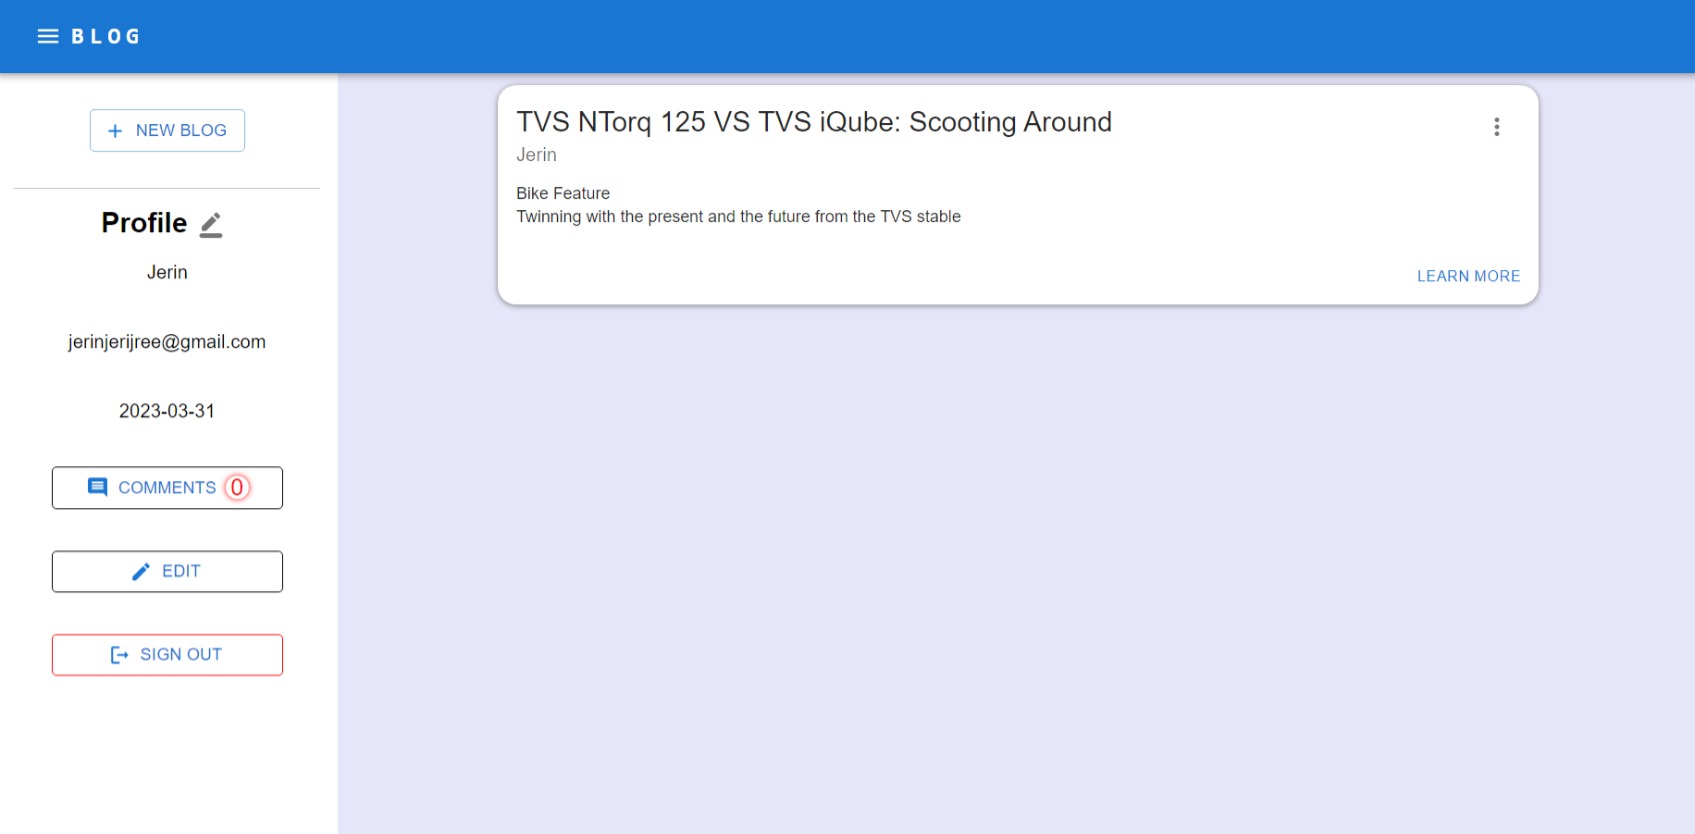 BLOG
NEW BLOG
Profile
Jerin
jerinjerijree@gmail.com
2023-03-31
COMMENTS 0
EDIT
SIGN OUT
TVS NTorq 125 VS TVS iQube: Scooting Around
Jerin
Bike Feature
Twinning with the present and the future from the TVS stable
LEARN MORE